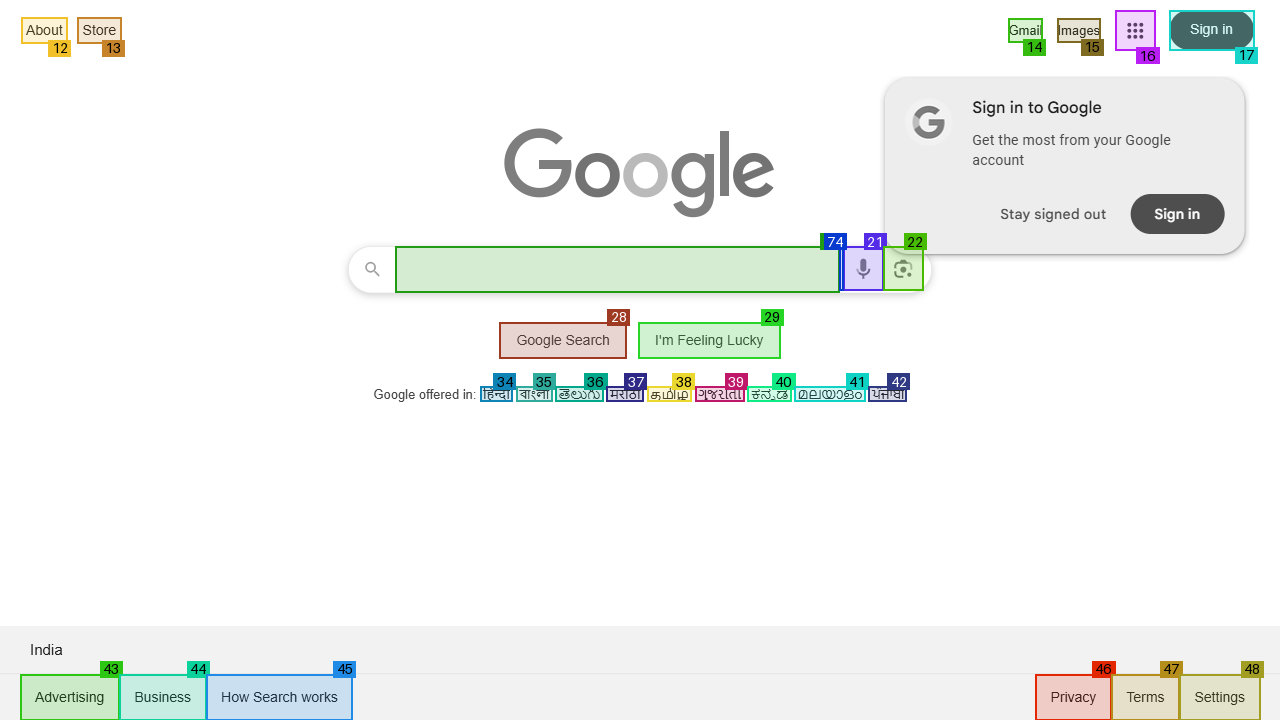 About
12
Store
13
Gmail
14
Images
15
16
Sign in
17
Google
Sign in to Google
Get the most from your Google
account
Stay signed out
Sign in
74
21
22
Google Search
28
I'm Feeling Lucky
29
Google offered in:
हिन्दी
34
বাংলা
35
తెలుగు
36
मराठी
37
தமிழ்
38
ગુજરાતી
39
ಕನ್ನಡ
40
മലയാളം
41
ਪੰਜਾਬੀ
42
India
Advertising
43
Business
44
How Search works
45
Privacy
46
Terms
47
Settings
48